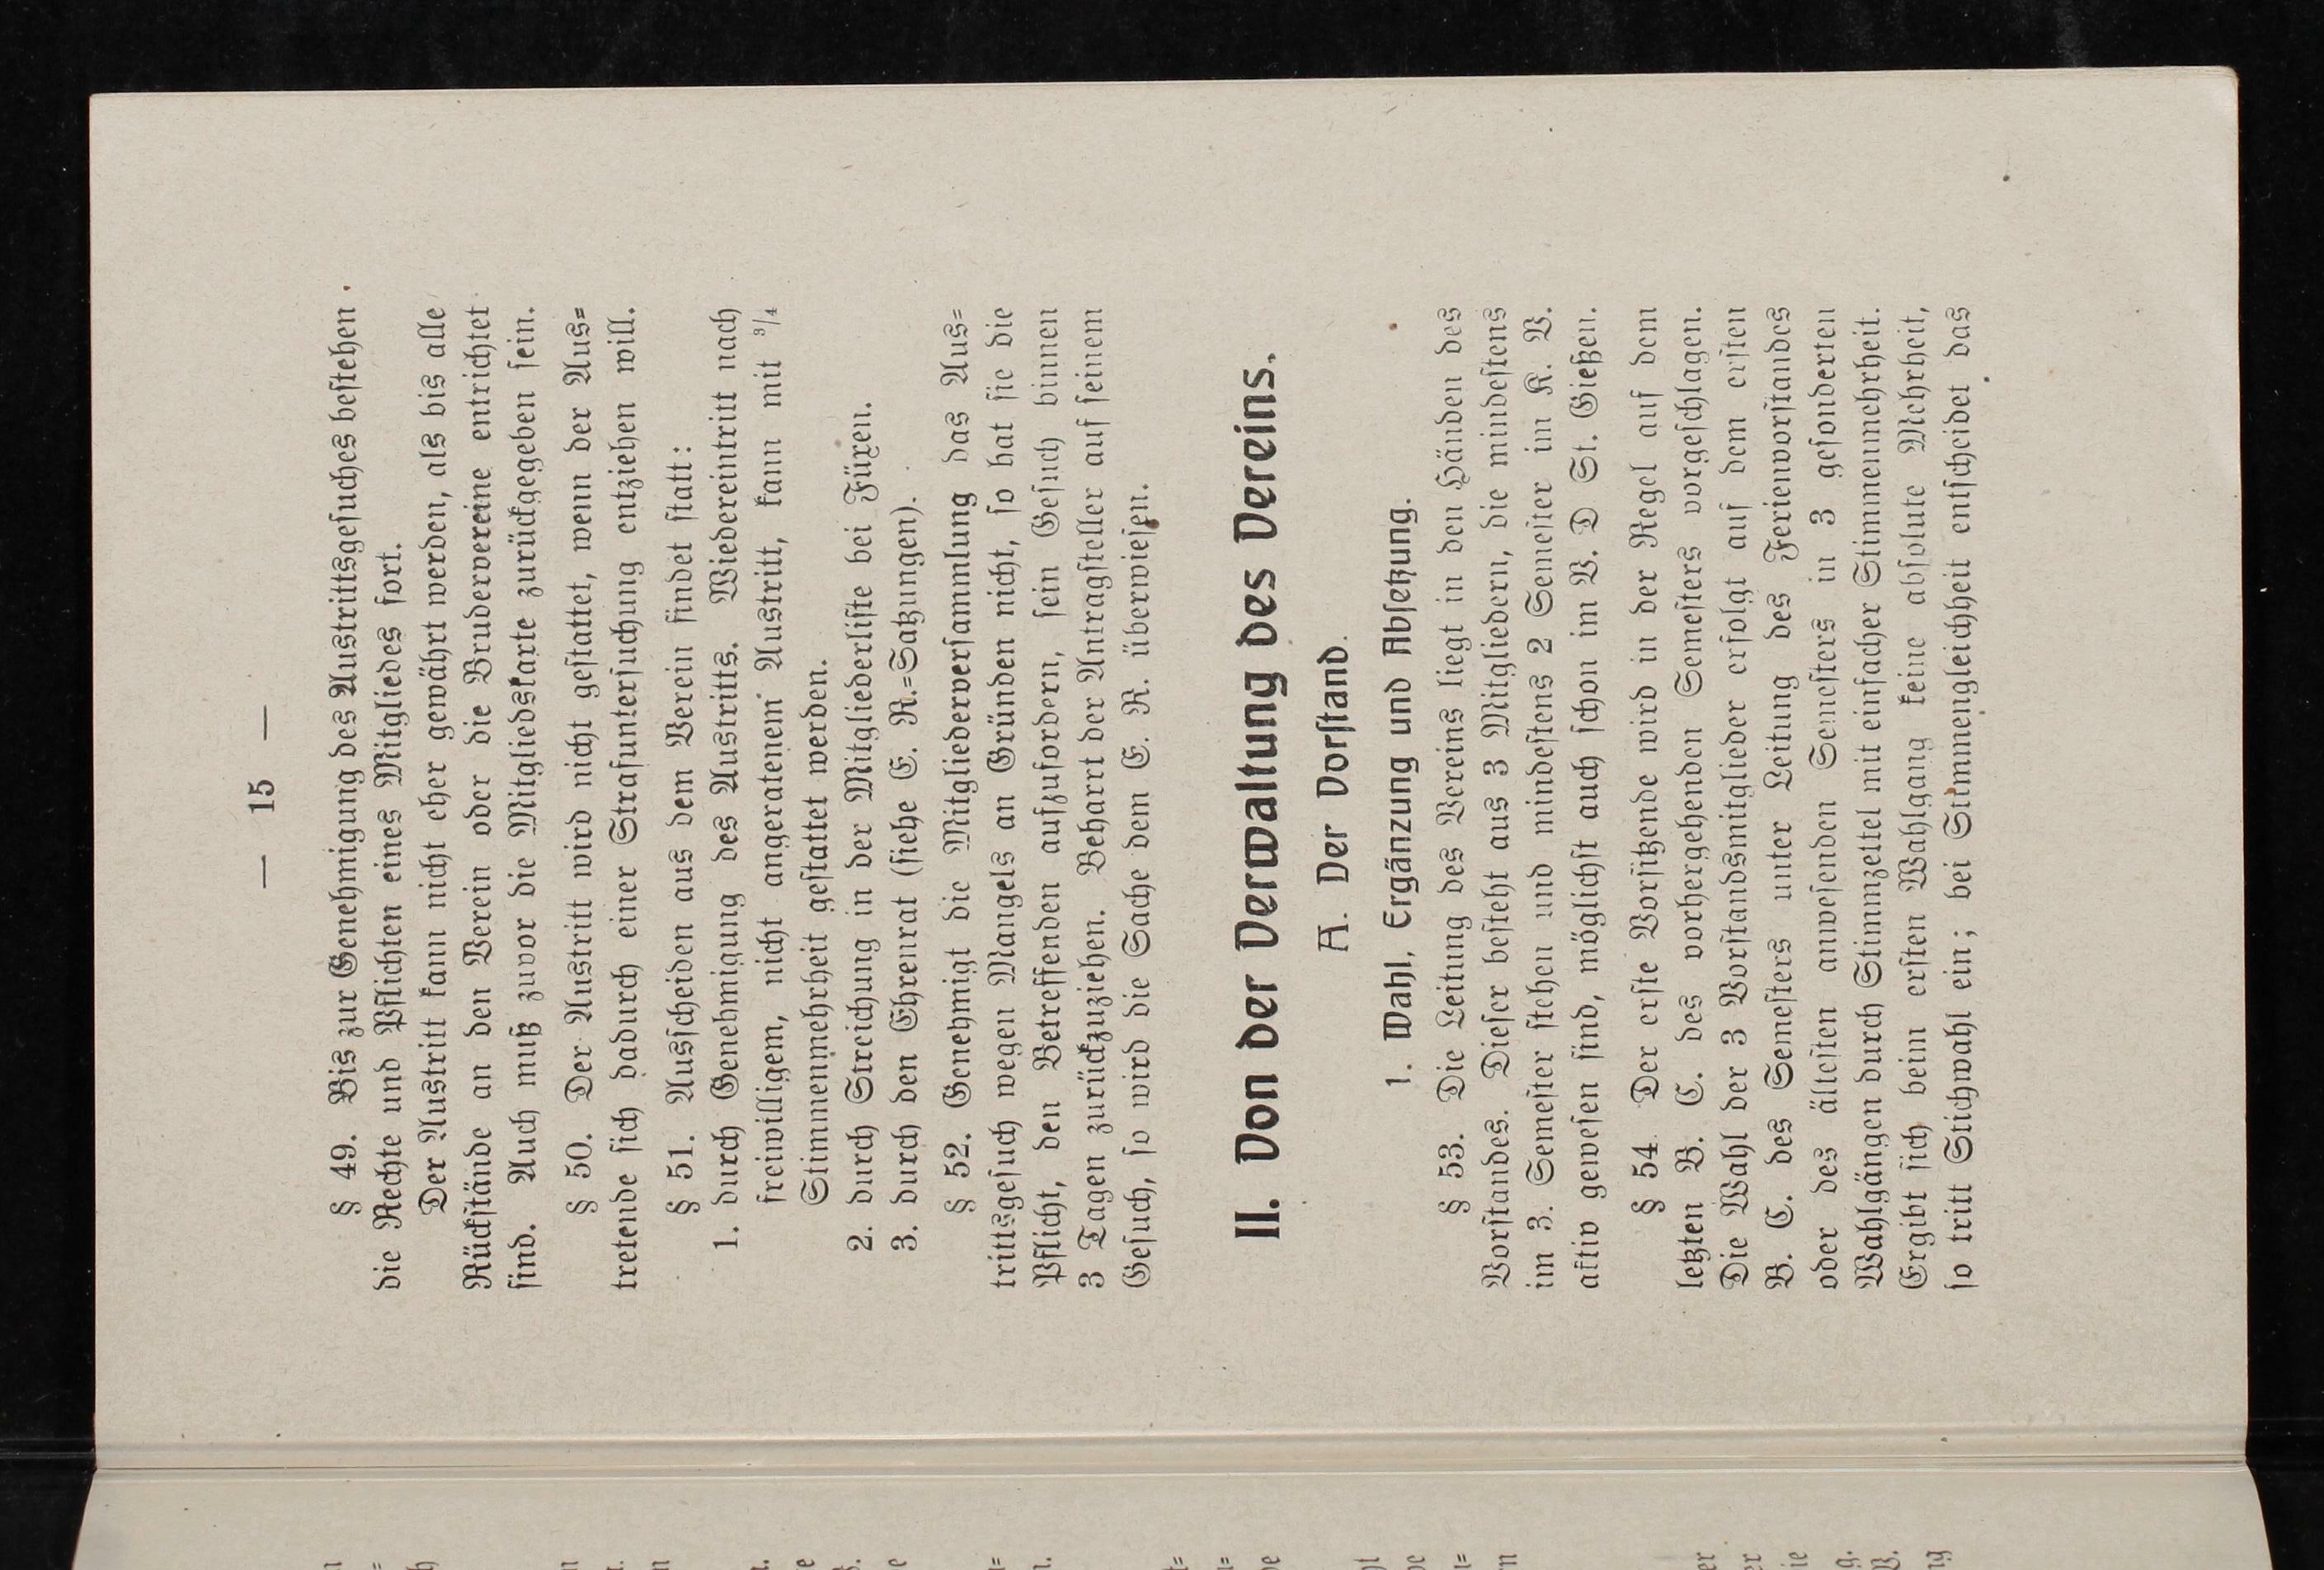 — 15 —
§ 49. Bis zur Genehmigung des Austrittsgesuches bestehen
die Rechte und Pflichten eines Mitgliedes fort.
Der Austritt kann nicht eher gewährt werden, als bis alle
Rückstände an den Verein oder die Brudervereine entrichtet
sind. Auch muß zuvor die Mitgliedskarte zurückgegeben sein.
§ 50. Der Austritt wird nicht gestattet, wenn der Aus=
tretende sich dadurch einer Strafuntersuchung entziehen will.
§ 51. Ausscheiden aus dem Verein findet statt:
1. durch Genehmigung des Austritts. Wiedereintritt nach
freiwilligem, nicht angeratenem Austritt, kann mit ³/₄
Stimmenmehrheit gestattet werden.
2. durch Streichung in der Mitgliederliste bei Füxen.
3. durch den Ehrenrat (siehe E. R.=Satzungen).
§ 52. Genehmigt die Mitgliederversammlung das Aus=
trittsgesuch wegen Mangels an Gründen nicht, so hat sie die
Pflicht, den Betreffenden aufzufordern, sein Gesuch binnen
3 Tagen zurückzuziehen. Beharrt der Antragsteller auf seinem
Gesuch, so wird die Sache dem E. R. überwiesen.
II. Von der Verwaltung des Vereins.
A. Der Vorstand.
1. Wahl, Ergänzung und Absetzung.
§ 53. Die Leitung des Vereins liegt in den Händen des
Vorstandes. Dieser besteht aus 3 Mitgliedern, die mindestens
im 3. Semester stehen und mindestens 2 Semester im K. V.
aktiv gewesen sind, möglichst auch schon im V. D St. Gießen.
§ 54 Der erste Vorsitzende wird in der Regel auf dem
letzten B. C. des vorhergehenden Semesters vorgeschlagen.
Die Wahl der 3 Vorstandsmitglieder erfolgt auf dem ersten
B. C. des Semesters unter Leitung des Ferienvorstandes
oder des ältesten anwesenden Semesters in 3 gesonderten
Wahlgängen durch Stimmzettel mit einfacher Stimmenmehrheit.
Ergibt sich beim ersten Wahlgang keine absolute Mehrheit,
so tritt Stichwahl ein; bei Stimmengleichheit entscheidet das